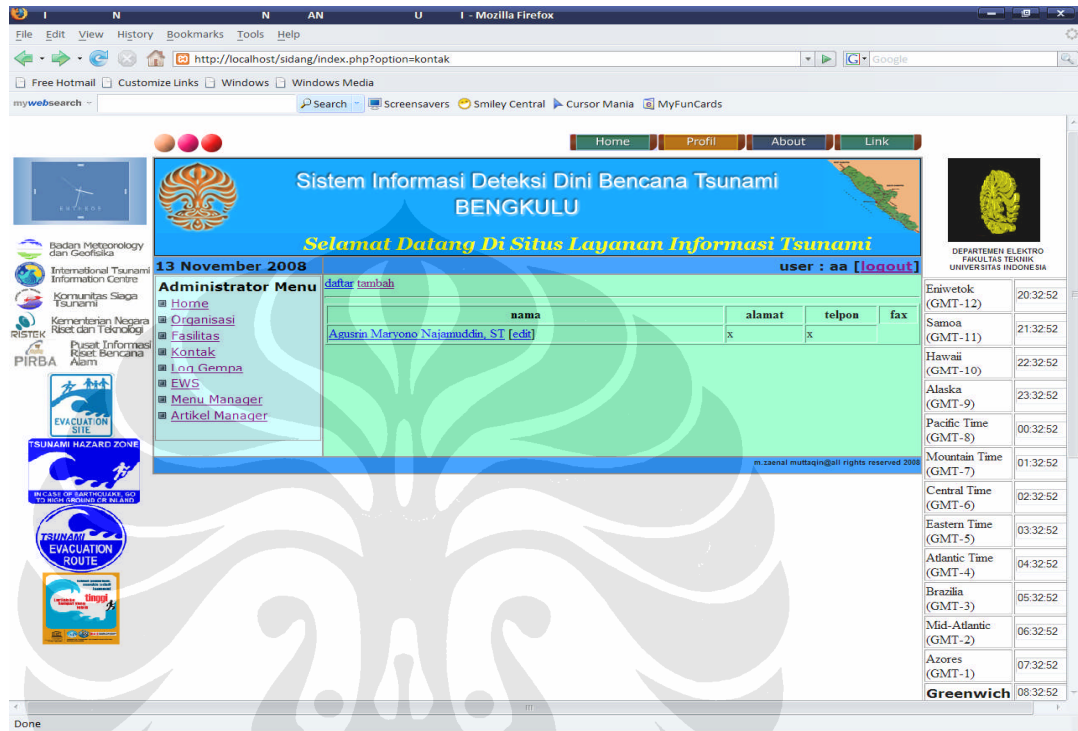 I N N AN U I - Mozilla Firefox
File Edit View History Bookmarks Tools Help
http://localhost/sidang/index.php?option=kontak
G Google
Free Hotmail Customize Links Windows Windows Media
mywebsearch Search Screensavers Smiley Central Cursor Mania MyFunCards
Home Profil About Link
Sistem Informasi Deteksi Dini Bencana Tsunami
BENGKULU
Selamat Datang Di Situs Layanan Informasi Tsunami
13 November 2008
user : aa [logout]
Badan Meteorology
dan Geofisika
International Tsunami
Information Centre
Komunitas Siaga
Tsunami
RISTEK
Kementerian Negara
Riset dan Teknologi
PIRBA
Pusat Informasi
Riset Bencana
Alam
EVACUATION
SITE
TSUNAMI HAZARD ZONE
IN CASE OF EARTHQUAKE, GO
TO HIGH GROUND OR INLAND
TSUNAMI
EVACUATION
ROUTE
tinggi
Administrator Menu
Home
Organisasi
Fasilitas
Kontak
Log Gempa
EWS
Menu Manager
Artikel Manager
daftar tambah
nama alamat telpon fax
Agusrin Maryono Najamuddin, ST [edit] x x
m.zaenal muttaqin@all rights reserved 2008
DEPARTEMEN ELEKTRO
FAKULTAS TEKNIK
UNIVERSITAS INDONESIA
Eniwetok
(GMT-12) 20:32:52
Samoa
(GMT-11) 21:32:52
Hawaii
(GMT-10) 22:32:52
Alaska
(GMT-9) 23:32:52
Pacific Time
(GMT-8) 00:32:52
Mountain Time
(GMT-7) 01:32:52
Central Time
(GMT-6) 02:32:52
Eastern Time
(GMT-5) 03:32:52
Atlantic Time
(GMT-4) 04:32:52
Brazilia
(GMT-3) 05:32:52
Mid-Atlantic
(GMT-2) 06:32:52
Azores
(GMT-1) 07:32:52
Greenwich 08:32:52
Done